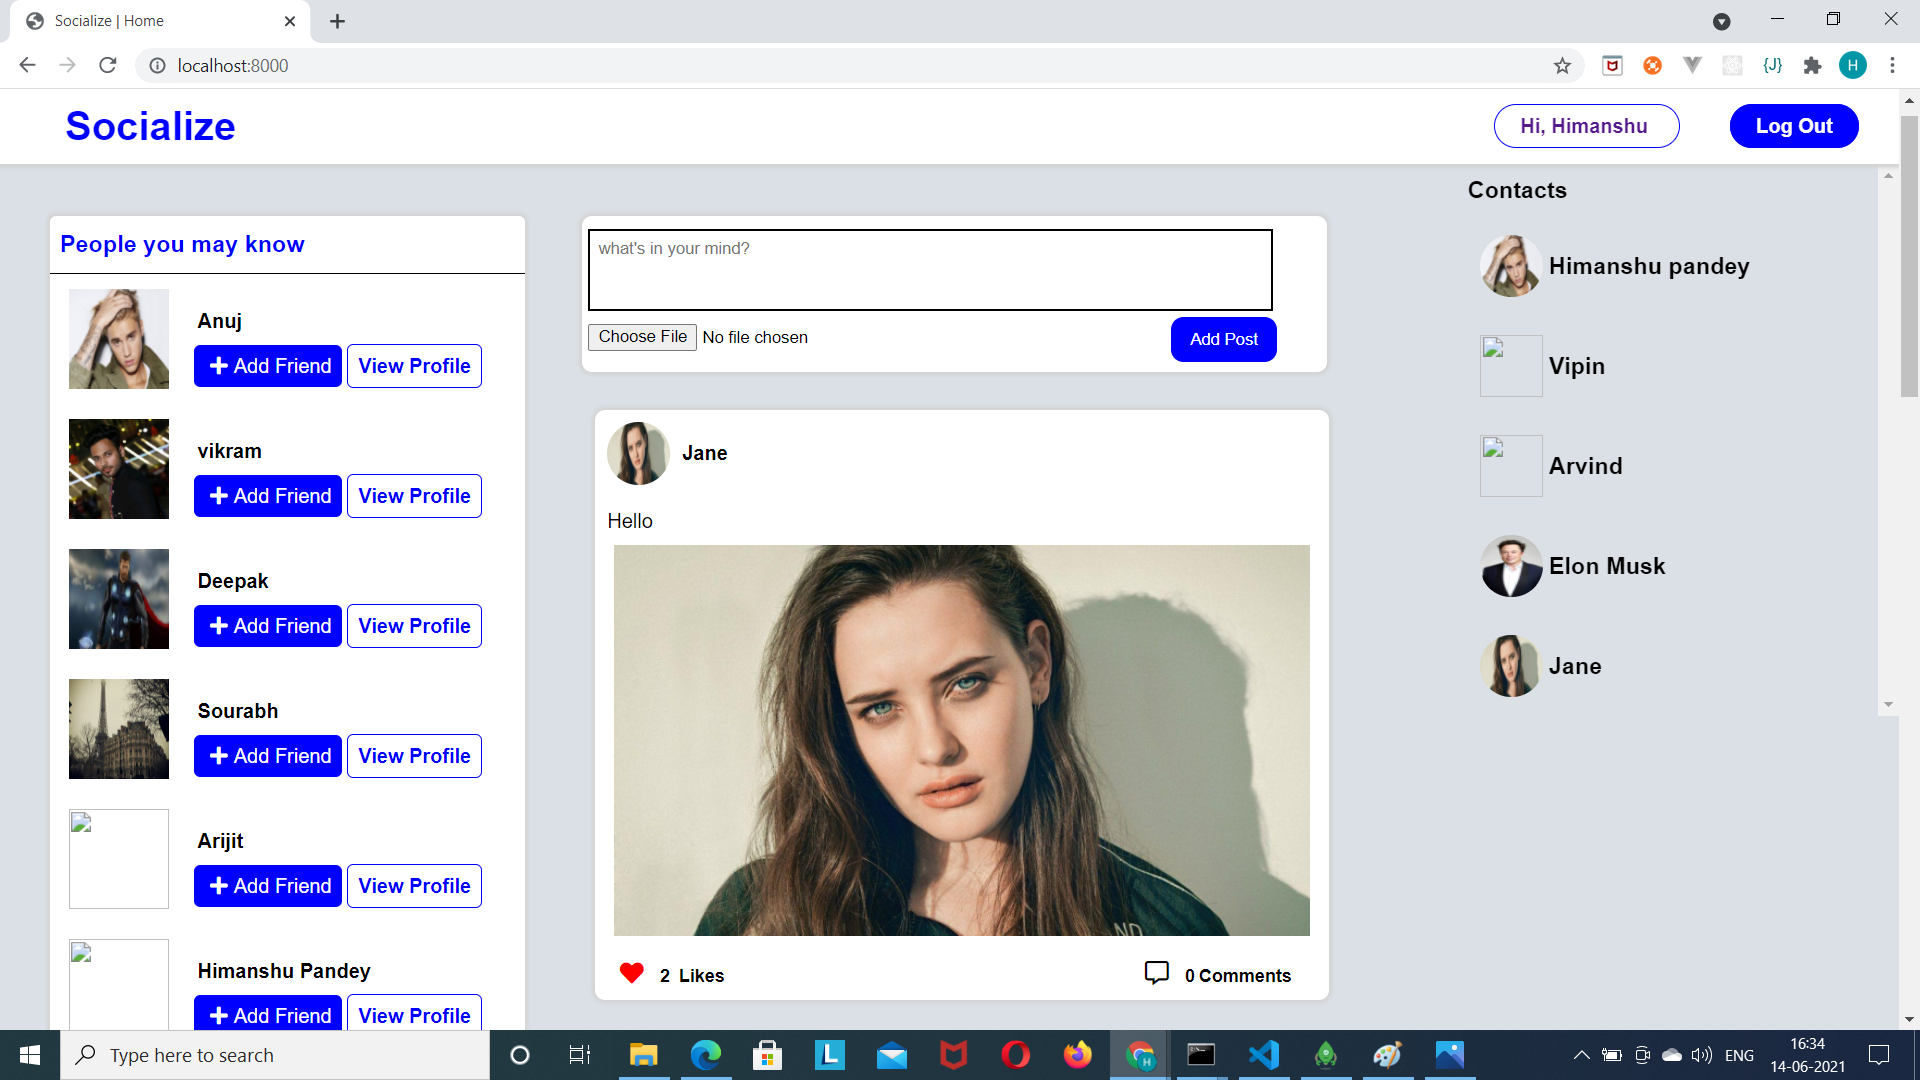 Socialize | Home
localhost:8000
{J}
H
Socialize
Hi, Himanshu
Log Out
People you may know
Anuj
Add Friend
View Profile
vikram
Add Friend
View Profile
Deepak
Add Friend
View Profile
Sourabh
Add Friend
View Profile
Arijit
Add Friend
View Profile
Himanshu Pandey
Add Friend
View Profile
what's in your mind?
Choose File No file chosen
Add Post
Jane
Hello
ND
2 Likes
0 Comments
Contacts
Himanshu pandey
Vipin
Arvind
Elon Musk
Jane
Type here to search
L
H
ENG
16:34
14-06-2021